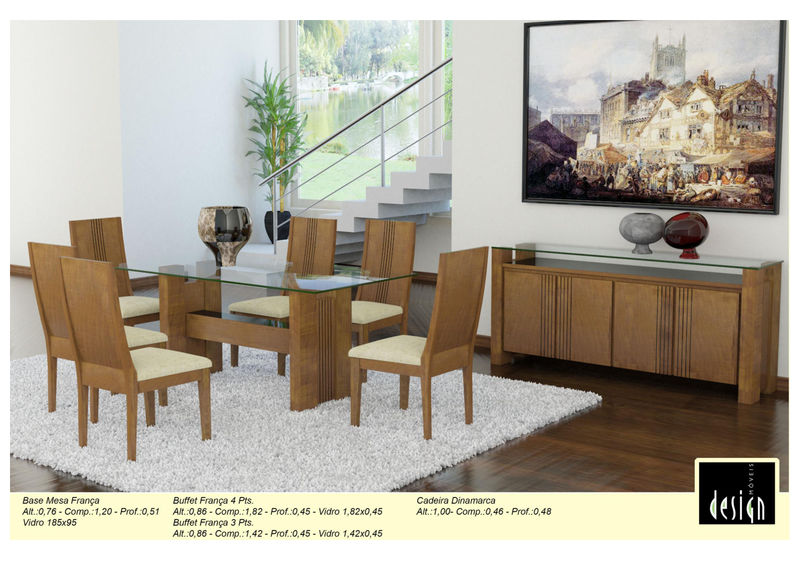 Base Mesa França
Alt.:0,76 - Comp.:1,20 - Prof.:0,51
Vidro 185x95
Buffet França 4 Pts.
Alt.:0,86 - Comp.:1,82 - Prof.:0,45 - Vidro 1,82x0,45
Buffet França 3 Pts.
Alt.:0,86 - Comp.:1,42 - Prof.:0,45 - Vidro 1,42x0,45
Cadeira Dinamarca
Alt.:1,00- Comp.:0,46 - Prof.:0,48
design
MÓVEIS